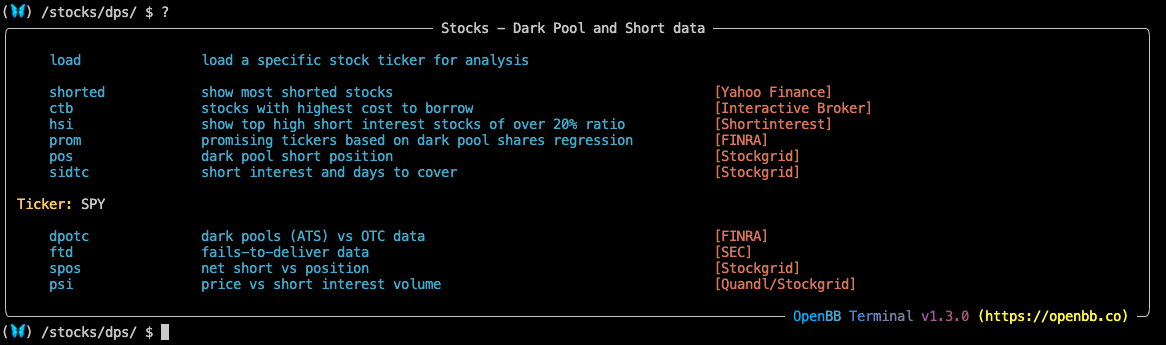 (🦋) /stocks/dps/ $ ?
Stocks - Dark Pool and Short data
load load a specific stock ticker for analysis
shorted show most shorted stocks [Yahoo Finance]
ctb stocks with highest cost to borrow [Interactive Broker]
hsi show top high short interest stocks of over 20% ratio [Shortinterest]
prom promising tickers based on dark pool shares regression [FINRA]
pos dark pool short position [Stockgrid]
sidtc short interest and days to cover [Stockgrid]
Ticker: SPY
dpotc dark pools (ATS) vs OTC data [FINRA]
ftd fails-to-deliver data [SEC]
spos net short vs position [Stockgrid]
psi price vs short interest volume [Quandl/Stockgrid]
OpenBB Terminal v1.3.0 (https://openbb.co)
(🦋) /stocks/dps/ $